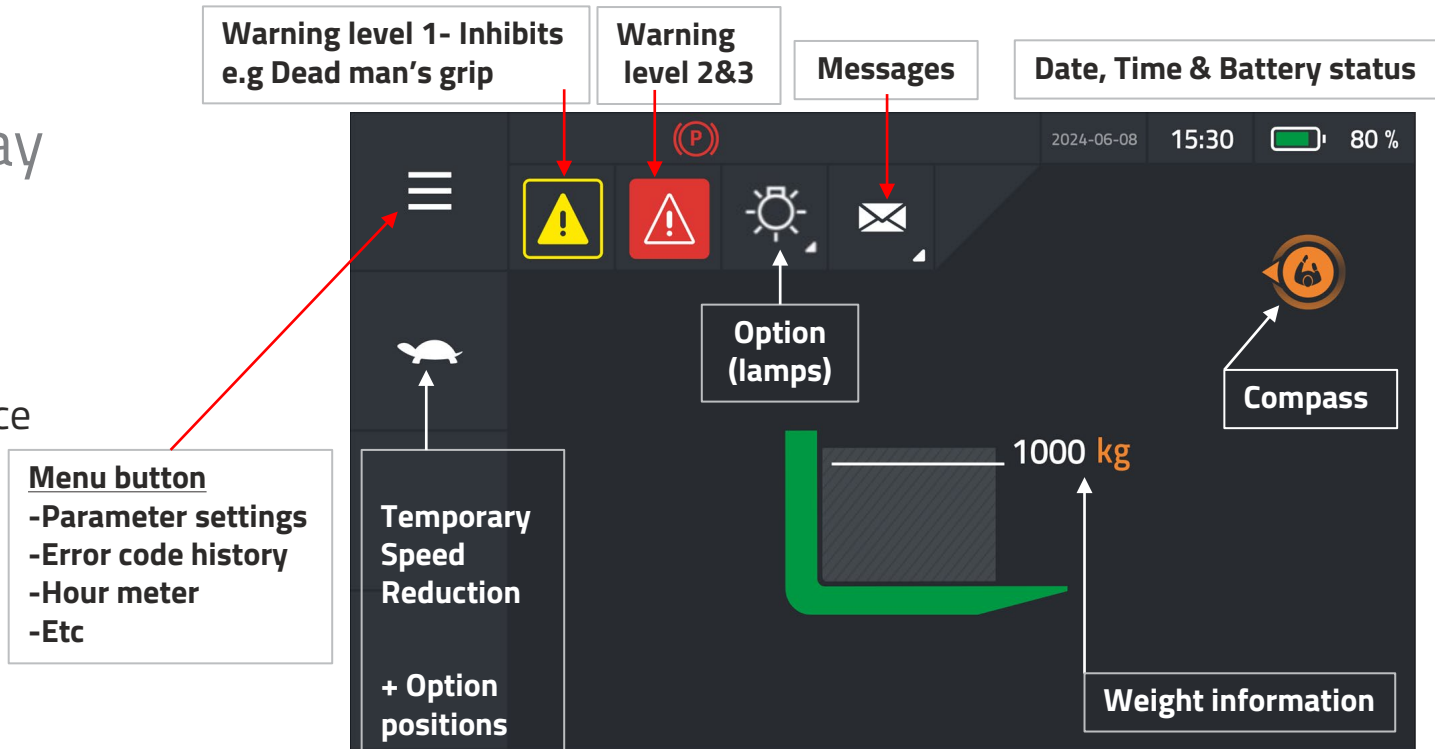 Warning level 1- Inhibits
e.g Dead man's grip
Warning
level 2&3
Messages
Date, Time & Battery status
ay
(P)
2024-06-08
15:30
80 %
Option
(lamps)
Compass
ce
1000 kg
Menu button
-Parameter settings
-Error code history
-Hour meter
-Etc
Temporary
Speed
Reduction
+ Option
positions
Weight information